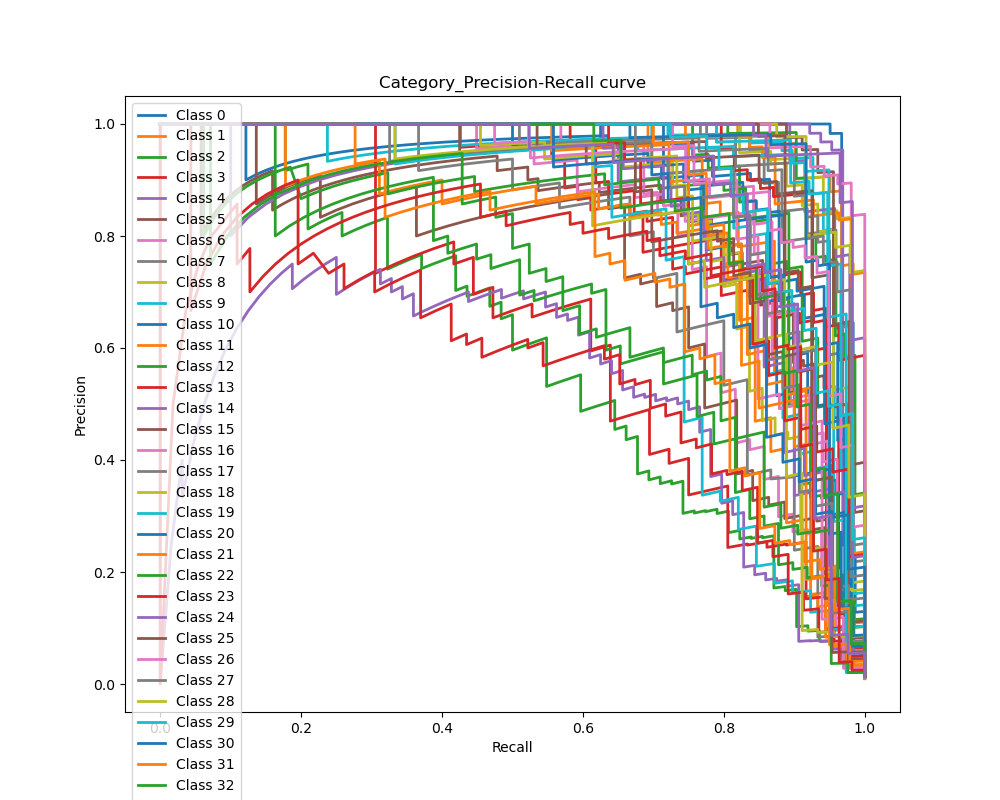 Category_Precision-Recall curve
Precision
1.0
0.8
0.6
0.4
0.2
0.0
Class 0
Class 1
Class 2
Class 3
Class 4
Class 5
Class 6
Class 7
Class 8
Class 9
Class 10
Class 11
Class 12
Class 13
Class 14
Class 15
Class 16
Class 17
Class 18
Class 19
Class 20
Class 21
Class 22
Class 23
Class 24
Class 25
Class 26
Class 27
Class 28
Class 29
Class 30
Class 31
Class 32
0.0 0.2 0.4 0.6 0.8 1.0
Recall